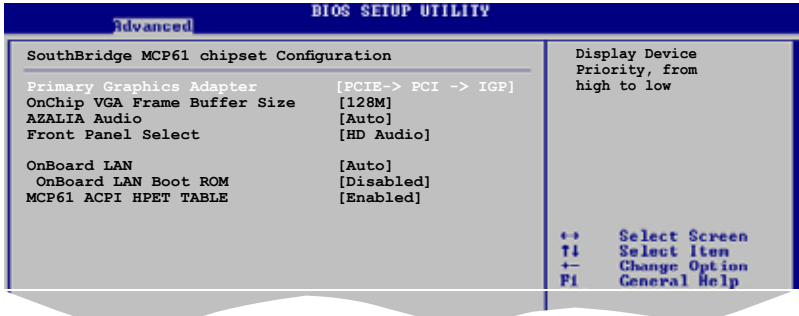 BIOS SETUP UTILITY
Advanced
SouthBridge MCP61 chipset Configuration
Primary Graphics Adapter [PCIE-> PCI -> IGP]
OnChip VGA Frame Buffer Size [128M]
AZALIA Audio [Auto]
Front Panel Select [HD Audio]
OnBoard LAN [Auto]
OnBoard LAN Boot ROM [Disabled]
MCP61 ACPI HPET TABLE [Enabled]
Display Device
Priority, from
high to low
↔ Select Screen
↑↓ Select Item
+- Change Option
F1 General Help